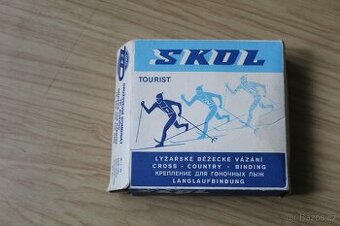 SKOL
TOURIST
LYŽAŘSKÉ BĚŽECKÉ VÁZÁNÍ
CROSS - COUNTRY - BINDING
КРЕПЛЕНИЕ ДЛЯ ГОНОЧНЫХ ЛЫЖ
LANGLAUFBINDUNG